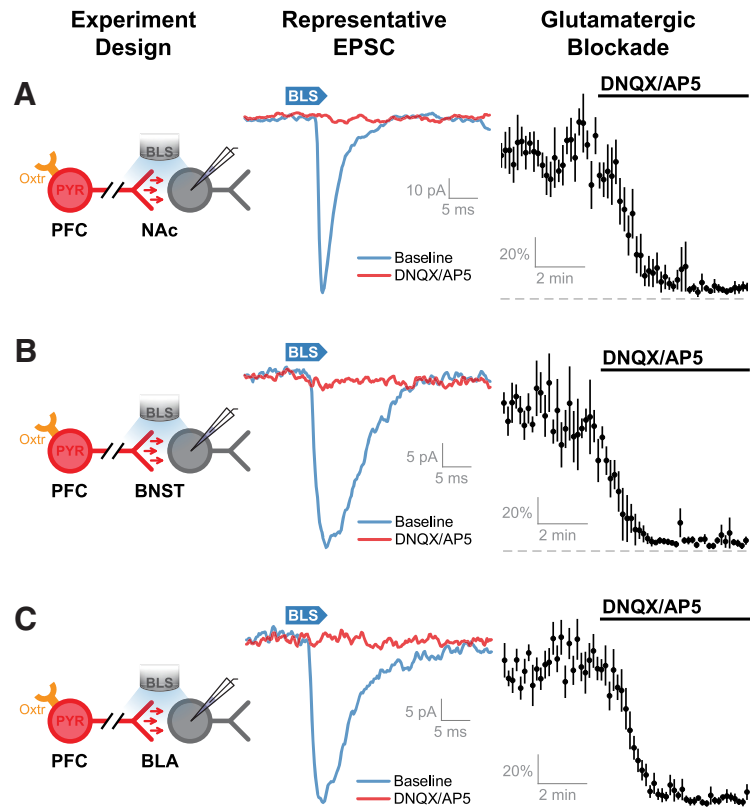 Experiment
Design
Representative
EPSC
Glutamatergic
Blockade
A
BLS
Oxtr
PYR
PFC
NAc
BLS
10 pA
5 ms
Baseline
DNQX/AP5
DNQX/AP5
20%
2 min
B
BLS
Oxtr
PYR
PFC
BNST
BLS
5 pA
5 ms
Baseline
DNQX/AP5
DNQX/AP5
20%
2 min
C
BLS
Oxtr
PYR
PFC
BLA
BLS
5 pA
5 ms
Baseline
DNQX/AP5
DNQX/AP5
20%
2 min